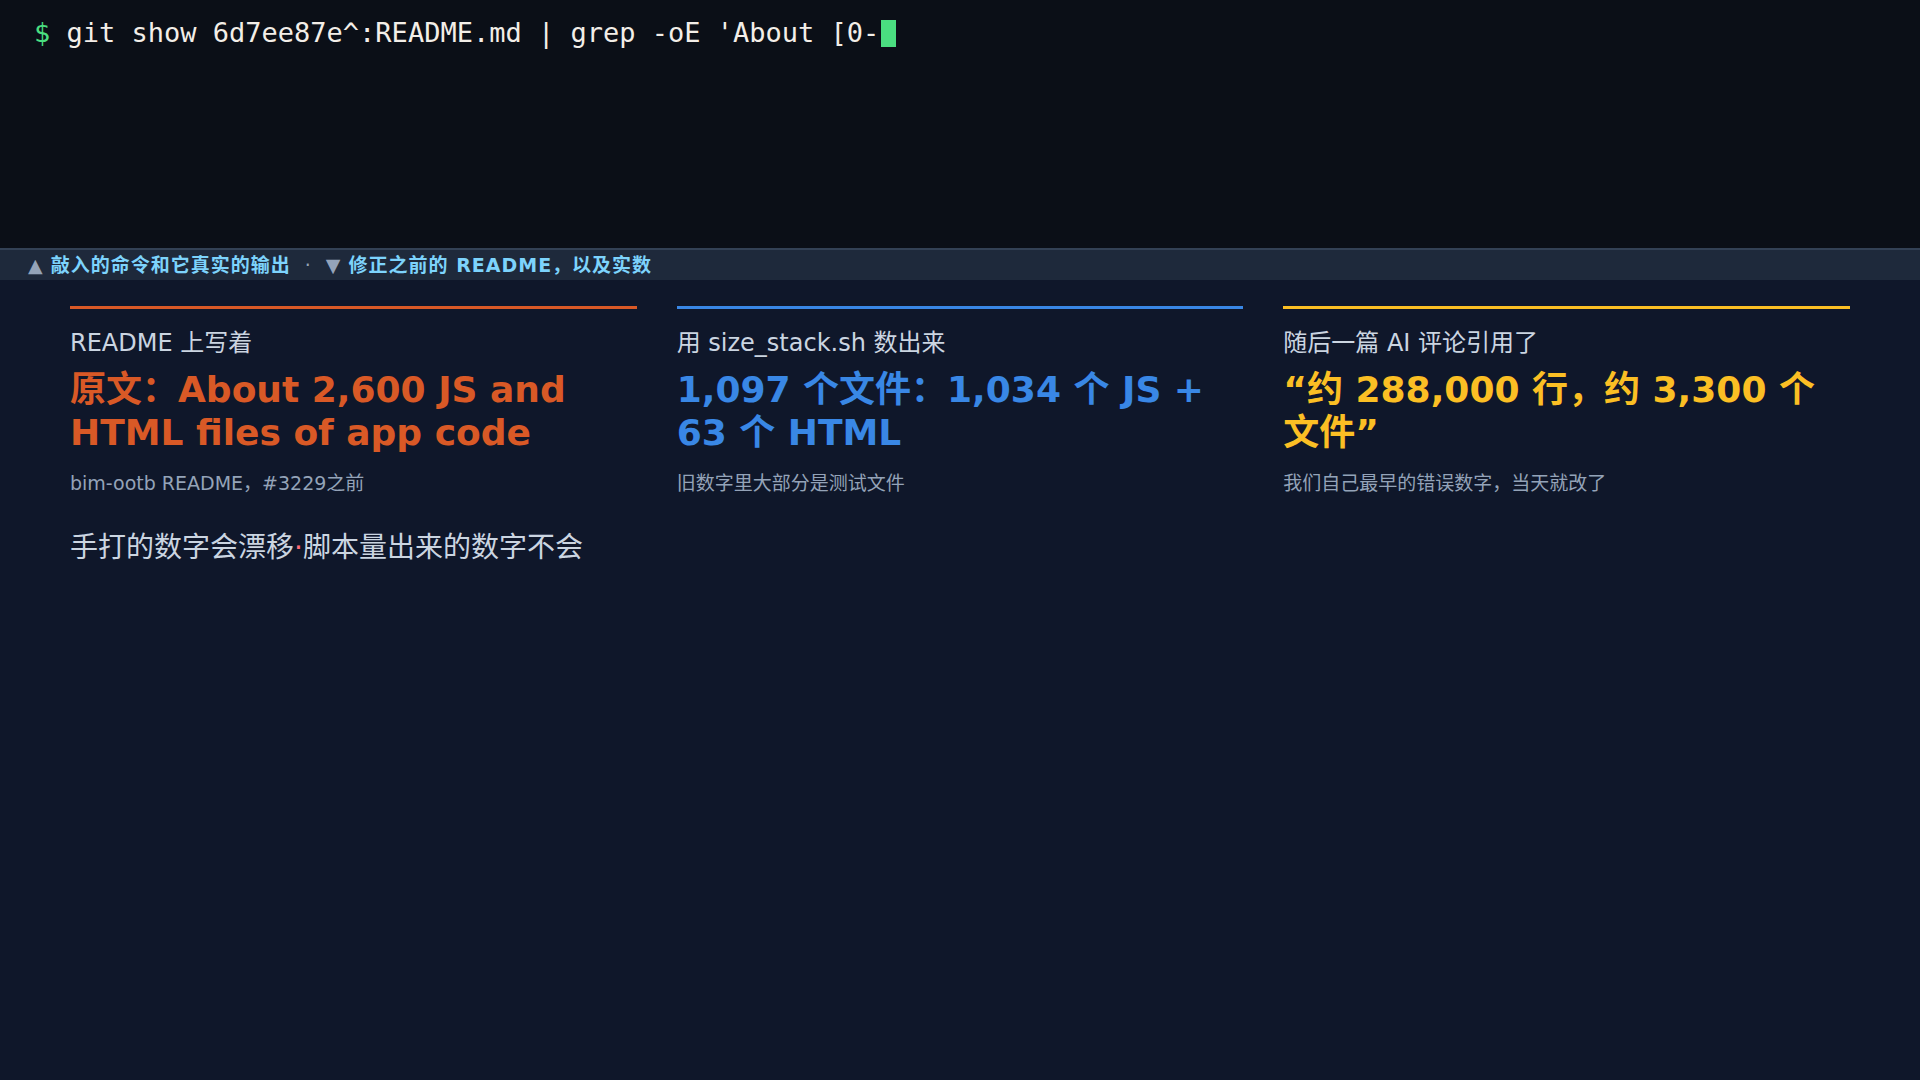 $ git show 6d7ee87e^:README.md | grep -oE 'About [0-
▲ 敲入的命令和它真实的输出 · ▼ 修正之前的 README，以及实数
README 上写着
原文：About 2,600 JS and
HTML files of app code
bim-ootb README，#3229之前
用 size_stack.sh 数出来
1,097 个文件：1,034 个 JS +
63 个 HTML
旧数字里大部分是测试文件
随后一篇 AI 评论引用了
“约 288,000 行，约 3,300 个
文件”
我们自己最早的错误数字，当天就改了
手打的数字会漂移·脚本量出来的数字不会